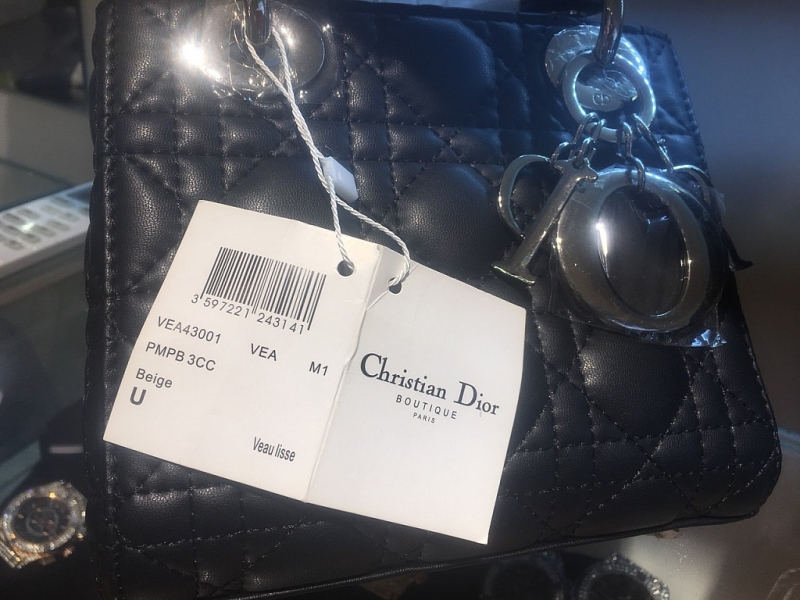 3 597221 243141
VEA43001 VEA M1
PMPB 3CC
Beige
U
Veau lisse
Christian Dior
BOUTIQUE
PARIS